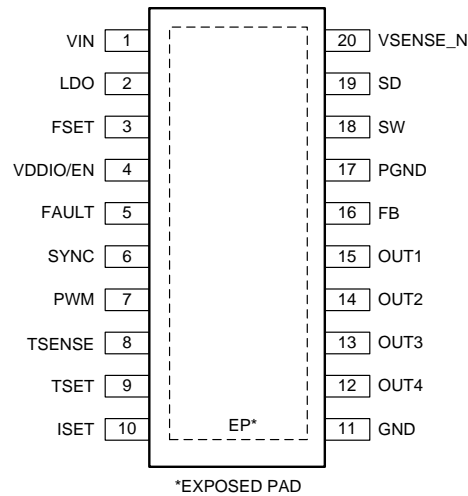 VIN 1 20 VSENSE_N
LDO 2 19 SD
FSET 3 18 SW
VDDIO/EN 4 17 PGND
FAULT 5 16 FB
SYNC 6 15 OUT1
PWM 7 14 OUT2
TSENSE 8 13 OUT3
TSET 9 12 OUT4
ISET 10 EP* 11 GND
*EXPOSED PAD